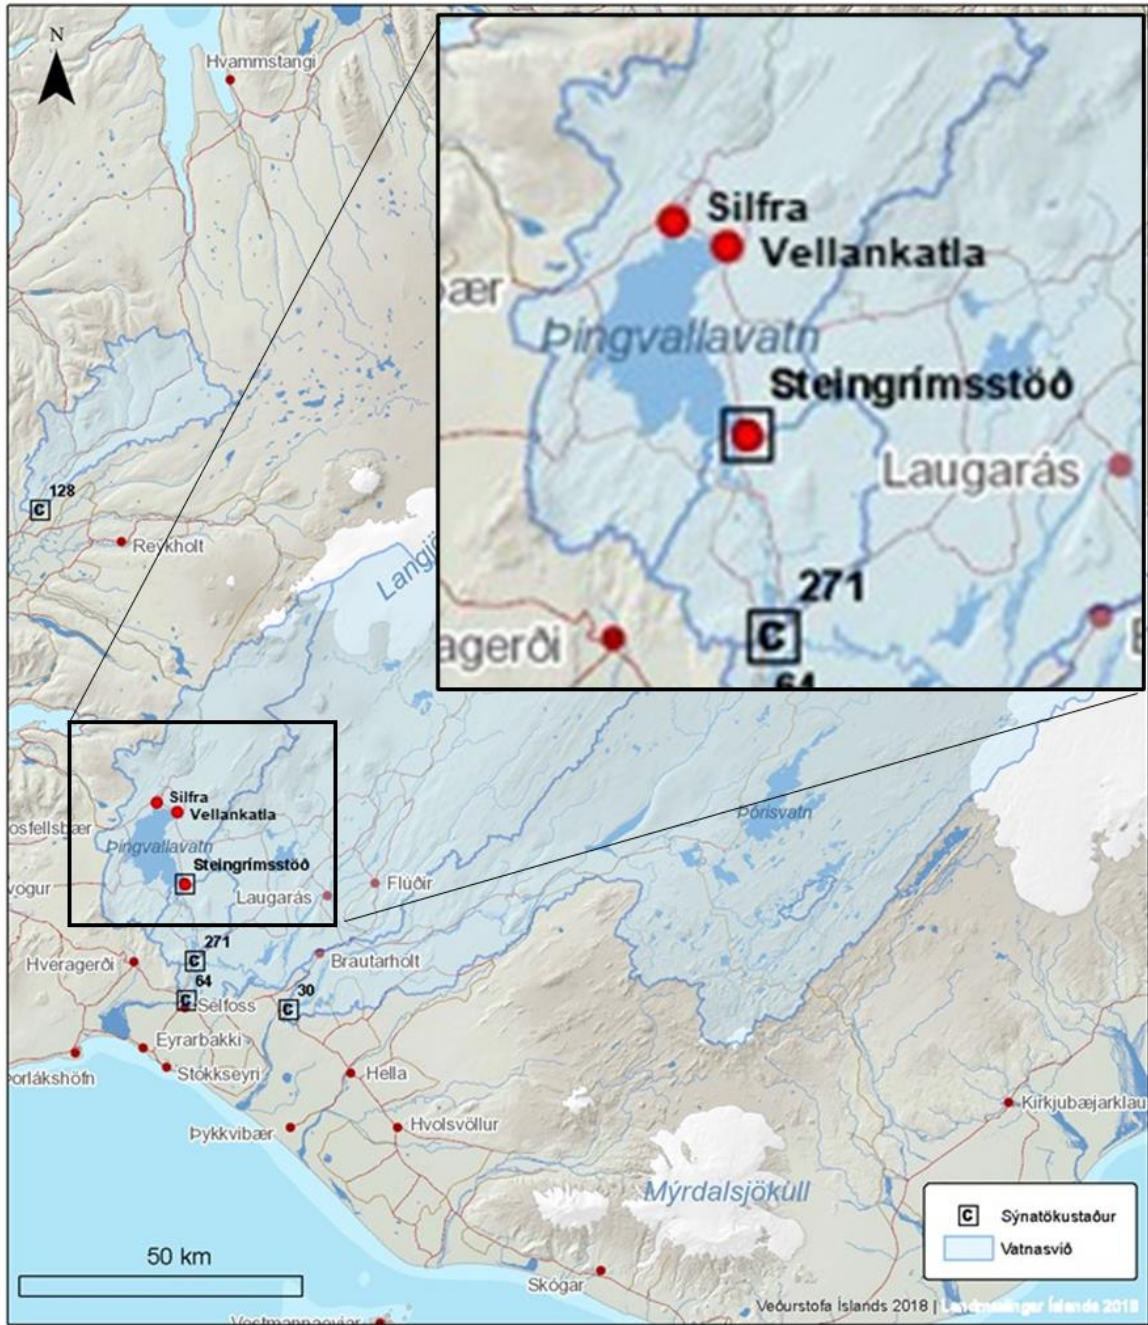 N
Hvammstangi
128
Reykholt
Langj
Silfra
Vellankatla
bær
Þingvallavatn
Steingrímsstöð
Laugarás
271
C
agerði
64
C
Silfra
Vellankatla
osfellsbær
Þingvallavatn
Steingrímsstöð
vogur
Laugarás
Flúðir
Þórisvatn
271
C
Hveragerði
Brautarholt
64
C
Selfoss
30
C
Eyrarbakki
Stokkseyri
orlákshöfn
Hella
Þykkvibær
Hvolsvöllur
Kirkjubæjarklau
Mýrdalsjökull
Skógar
50 km
C Sýnatökustaður
Vatnasvið
Veðurstofa Íslands 2018 | Landmælingar Íslands 2018